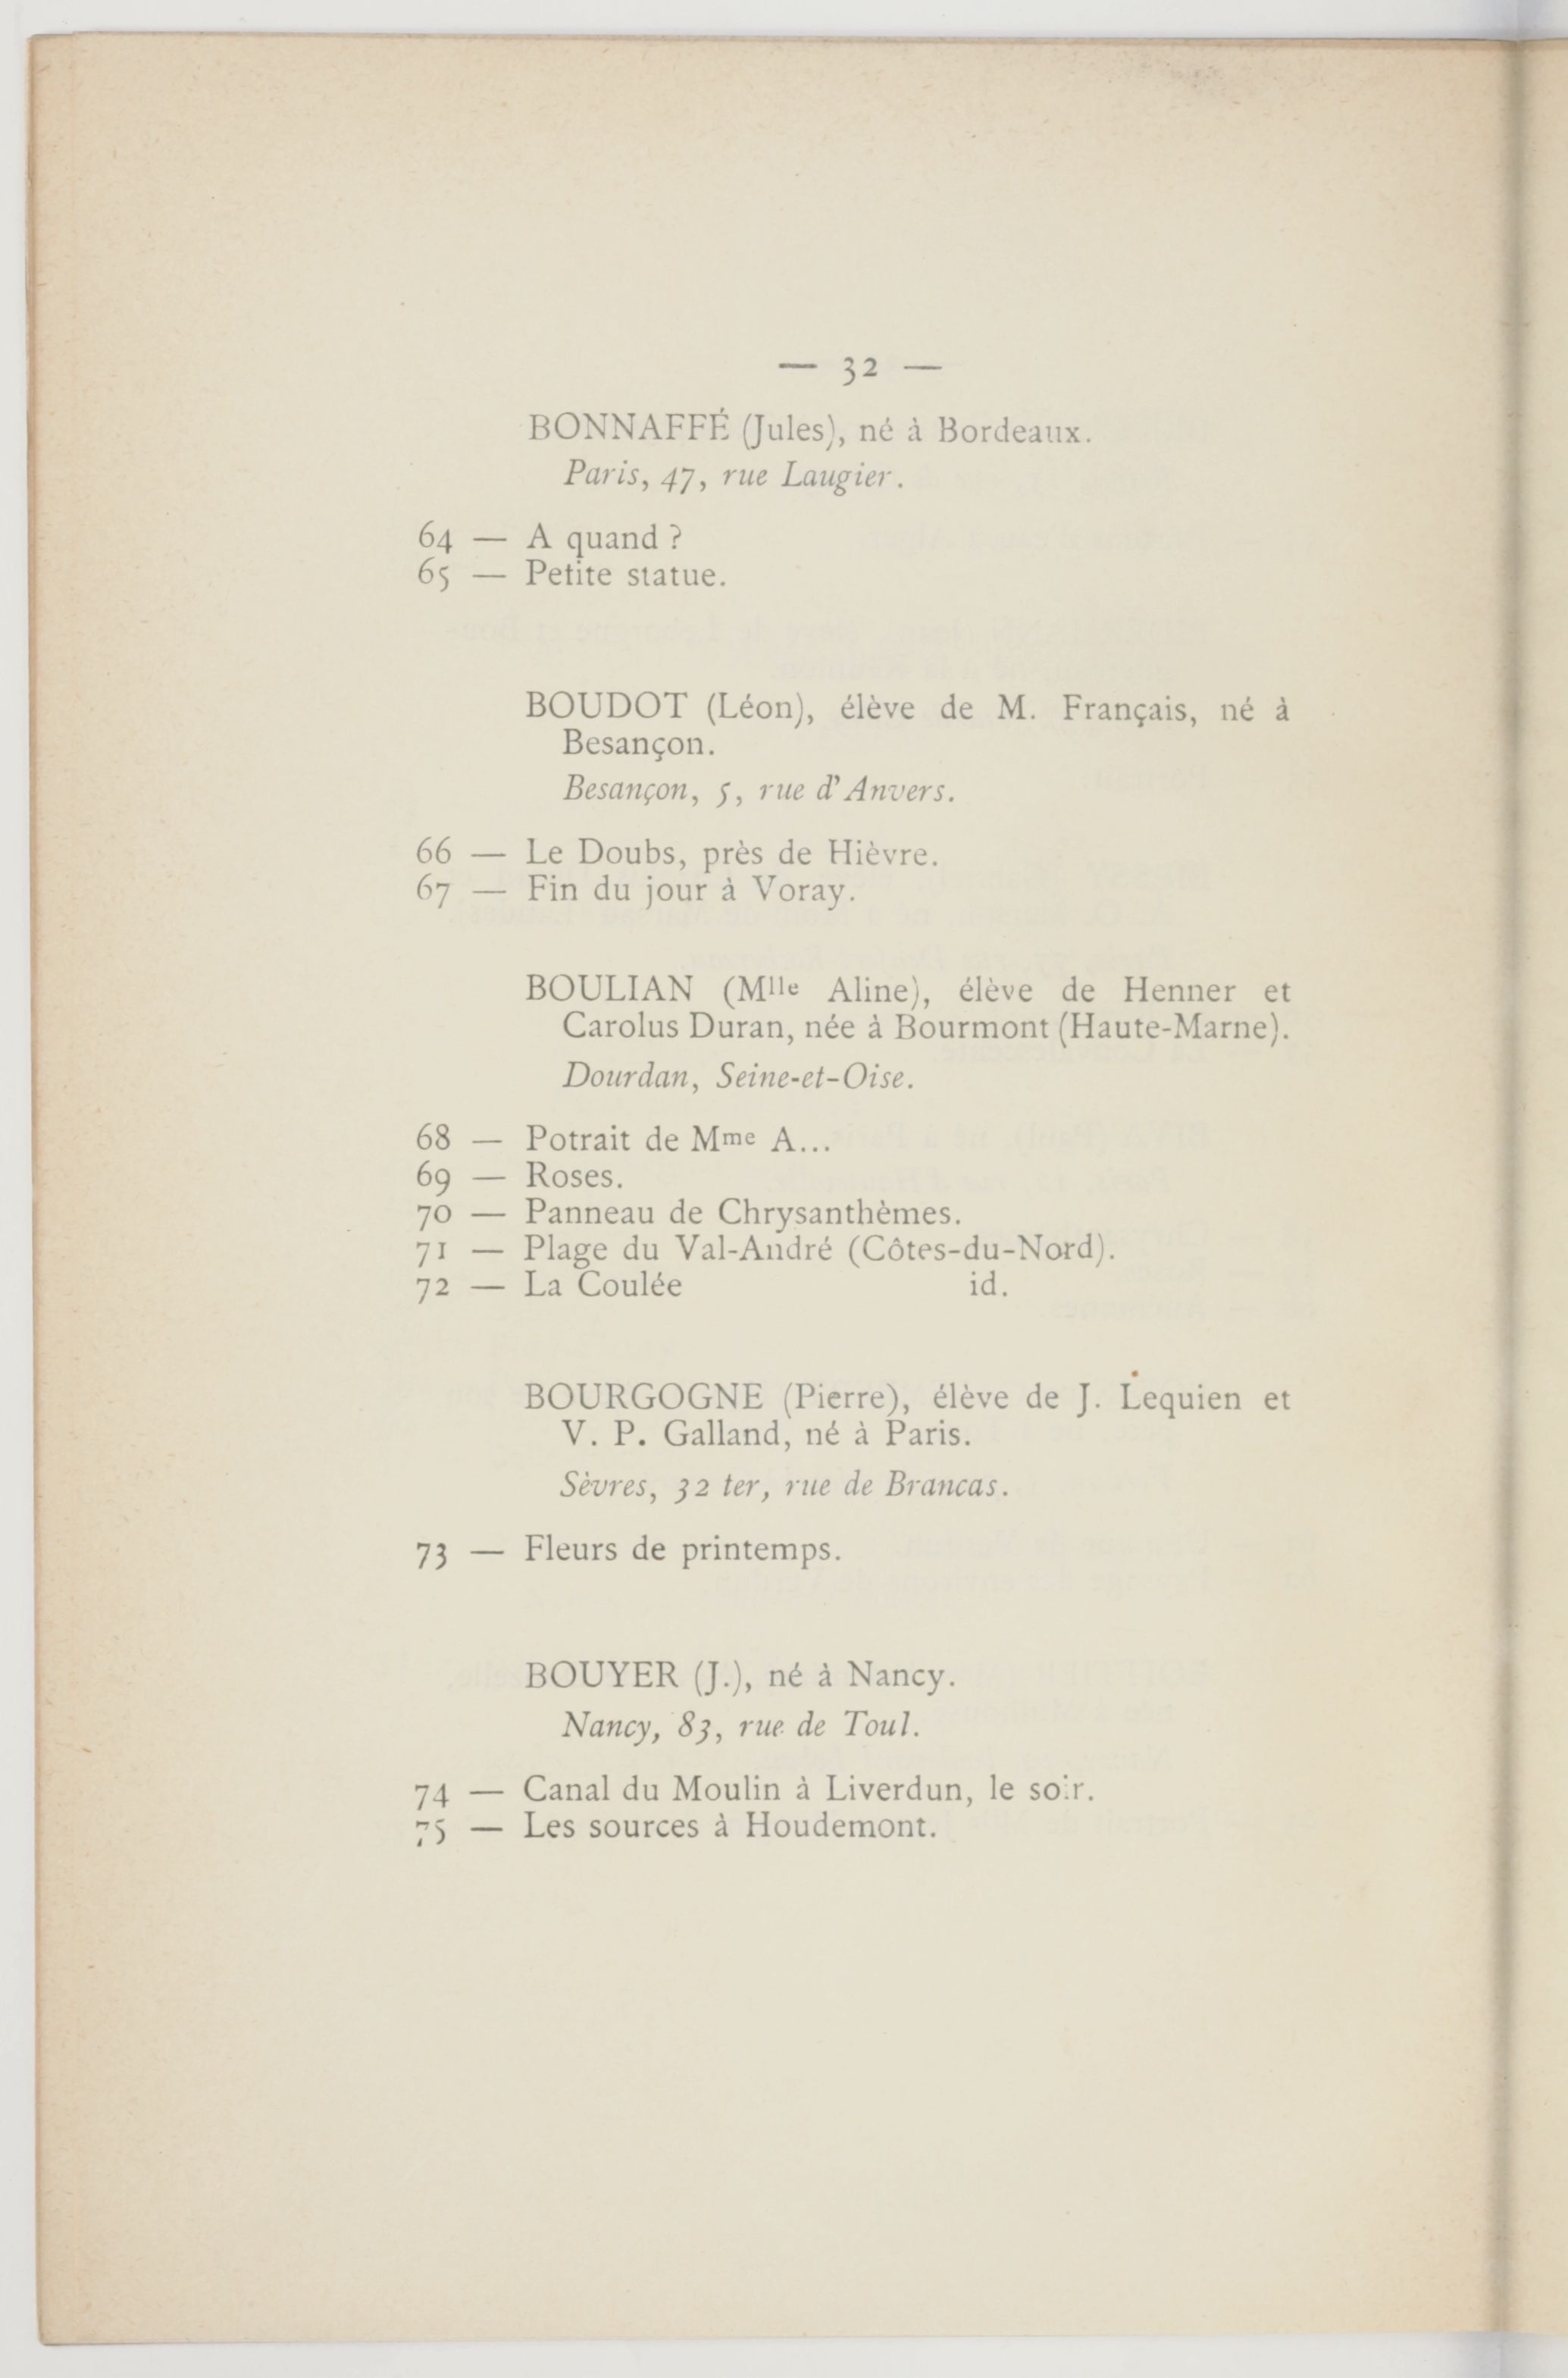 — 32 —
BONNAFFÉ (Jules), né à Bordeaux.
Paris, 47, rue Laugier.
64 — A quand ?
65 — Petite statue.
BOUDOT (Léon), élève de M. Français, né à
Besançon.
Besançon, 5, rue d'Anvers.
66 — Le Doubs, près de Hièvre.
67 — Fin du jour à Voray.
BOULIAN (Mlle Aline), élève de Henner et
Carolus Duran, née à Bourmont (Haute-Marne).
Dourdan, Seine-et-Oise.
68 — Potrait de Mme A...
69 — Roses.
70 — Panneau de Chrysanthèmes.
71 — Plage du Val-André (Côtes-du-Nord).
72 — La Coulée id.
BOURGOGNE (Pierre), élève de J. Lequien et
V. P. Galland, né à Paris.
Sèvres, 32 ter, rue de Brancas.
73 — Fleurs de printemps.
BOUYER (J.), né à Nancy.
Nancy, 83, rue de Toul.
74 — Canal du Moulin à Liverdun, le soir.
75 — Les sources à Houdemont.